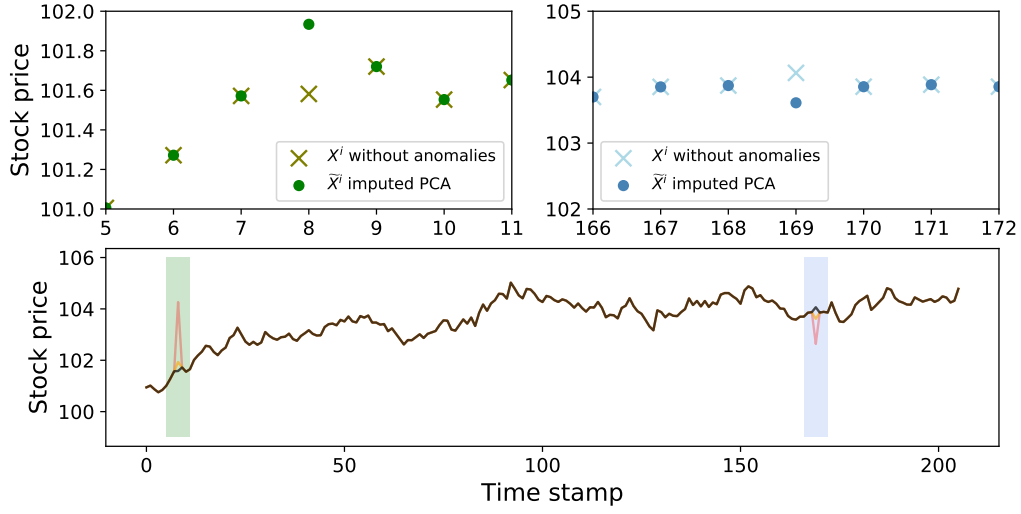 102.0
101.8
101.6
101.4
101.2
101.0
Stock price
5 6 7 8 9 10 11
Xⁱ without anomalies
X̃ⁱ imputed PCA
105
104
103
102
166 167 168 169 170 171 172
Xⁱ without anomalies
X̃ⁱ imputed PCA
106
104
102
100
Stock price
0 50 100 150 200
Time stamp